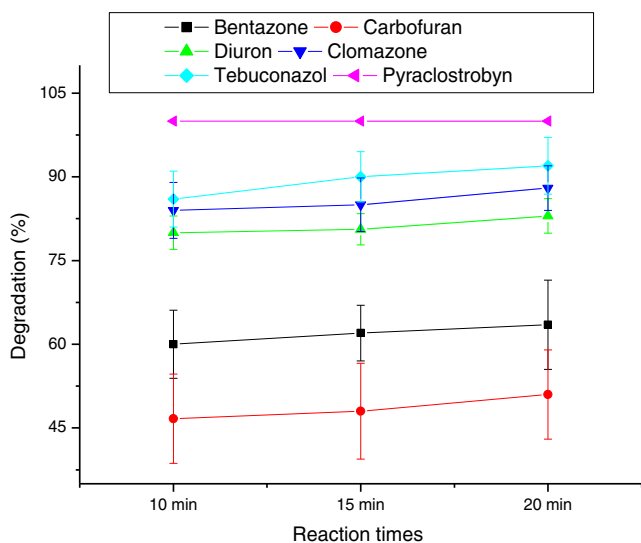 Bentazone Carbofuran
Diuron Clomazone
Tebuconazol Pyraclostrobyn
105
90
75
60
45
Degradation (%)
10 min 15 min 20 min
Reaction times